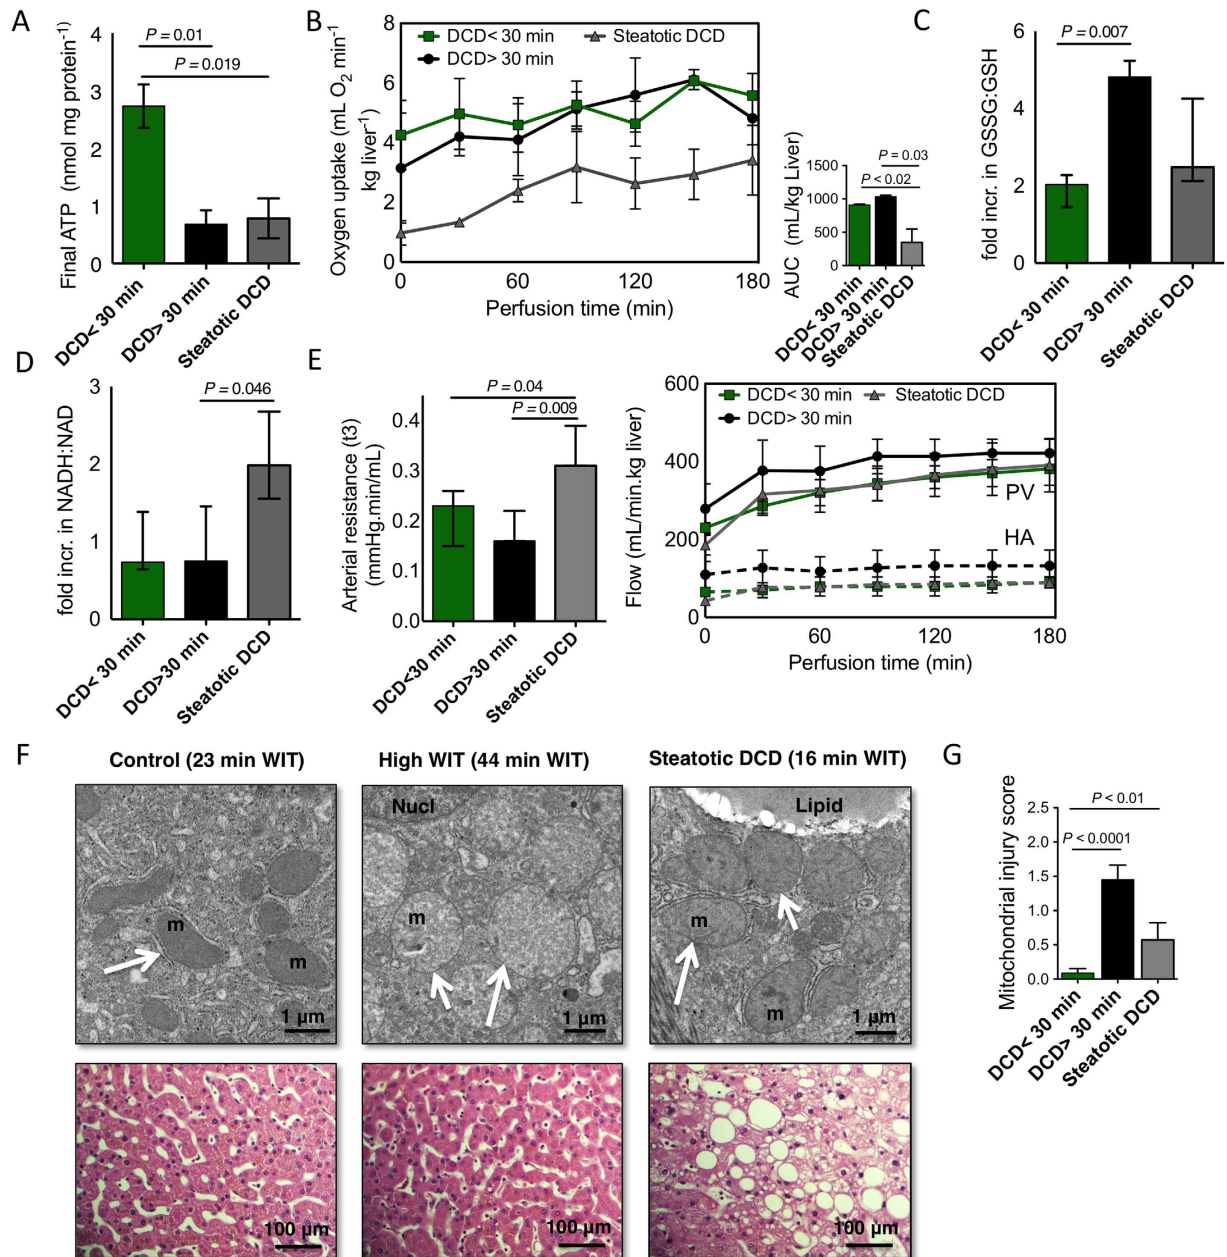 A
Final ATP (nmol mg protein⁻¹)
4
3
2
1
0
P = 0.01
P = 0.019
DCD< 30 min
DCD> 30 min
Steatotic DCD
B
Oxygen uptake (mL O₂ min⁻¹
kg liver⁻¹)
8
6
4
2
0
DCD< 30 min
Steatotic DCD
DCD> 30 min
0
60
120
180
Perfusion time (min)
AUC (mL/kg Liver)
1500
1000
500
0
P = 0.03
P < 0.02
DCD< 30 min
DCD> 30 min
Steatotic DCD
C
fold incr. in GSSG:GSH
6
4
2
0
P = 0.007
DCD< 30 min
DCD> 30 min
Steatotic DCD
D
fold incr. in NADH:NAD
3
2
1
0
P = 0.046
DCD< 30 min
DCD>30 min
Steatotic DCD
E
Arterial resistance (t3)
(mmHg.min/mL)
0.4
0.3
0.2
0.1
0.0
P = 0.04
P = 0.009
DCD<30 min
DCD>30 min
Steatotic DCD
Flow (mL/min.kg liver)
600
400
200
0
DCD< 30 min
Steatotic DCD
DCD> 30 min
PV
HA
0
60
120
180
Perfusion time (min)
F
Control (23 min WIT)
High WIT (44 min WIT)
Steatotic DCD (16 min WIT)
m
m
1 µm
Nucl
m
1 µm
Lipid
m
m
1 µm
100 µm
100 µm
100 µm
G
Mitochondrial injury score
2.5
2.0
1.5
1.0
0.5
0.0
P < 0.01
P < 0.0001
DCD< 30 min
DCD> 30 min
Steatotic DCD